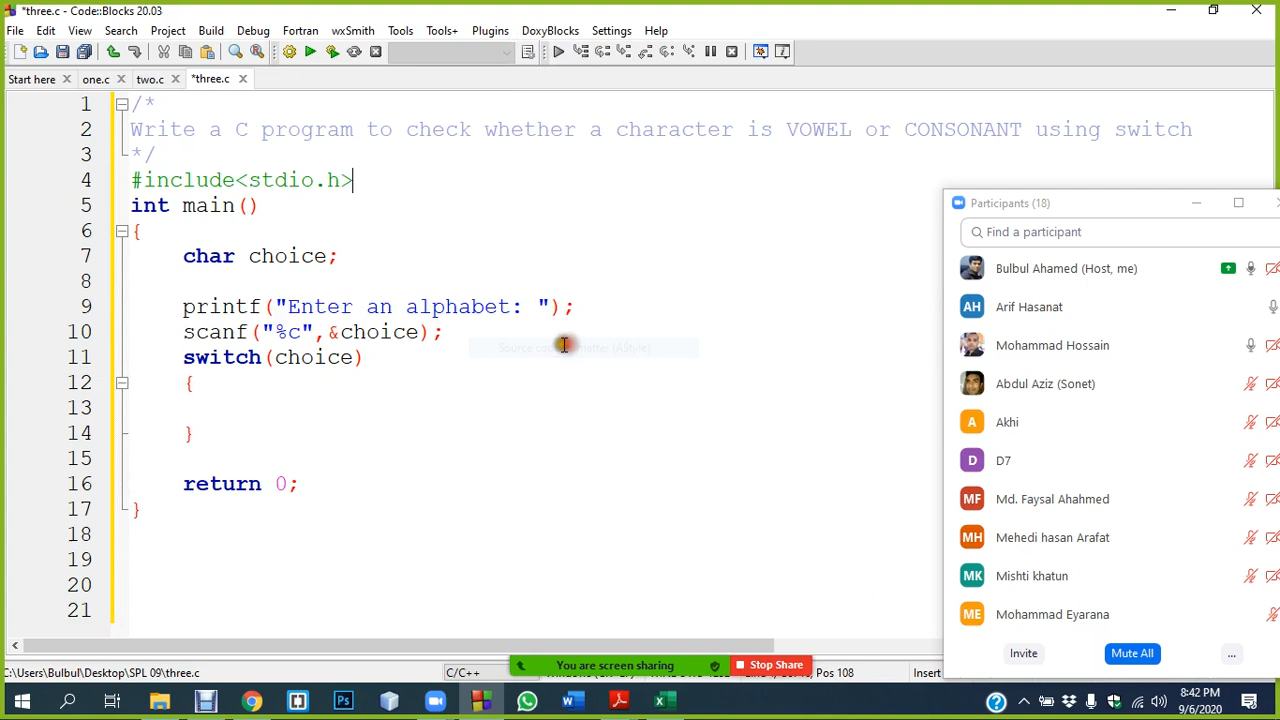 *three.c - Code::Blocks 20.03
File Edit View Search Project Build Debug Fortran wxSmith Tools Tools+ Plugins DoxyBlocks Settings Help
Start here one.c two.c *three.c
1 /*
2 Write a C program to check whether a character is VOWEL or CONSONANT using switch
3 */
4 #include<stdio.h>
5 int main()
6 {
7 char choice;
8
9 printf("Enter an alphabet: ");
10 scanf("%c",&choice);
11 switch(choice)
12 {
13
14 }
15
16 return 0;
17 }
18
19
20
21
Participants (18)
Find a participant
Bulbul Ahamed (Host, me)
AH Arif Hasanat
Mohammad Hossain
Abdul Aziz (Sonet)
A Akhi
D D7
MF Md. Faysal Ahahmed
MH Mehedi hasan Arafat
MK Mishti khatun
ME Mohammad Eyarana
Invite Mute All ...
C:\Users\Bulbul\Desktop\SPL 09\three.c C/C++ Pos 108 Insert
You are screen sharing Stop Share
8:42 PM
9/6/2020